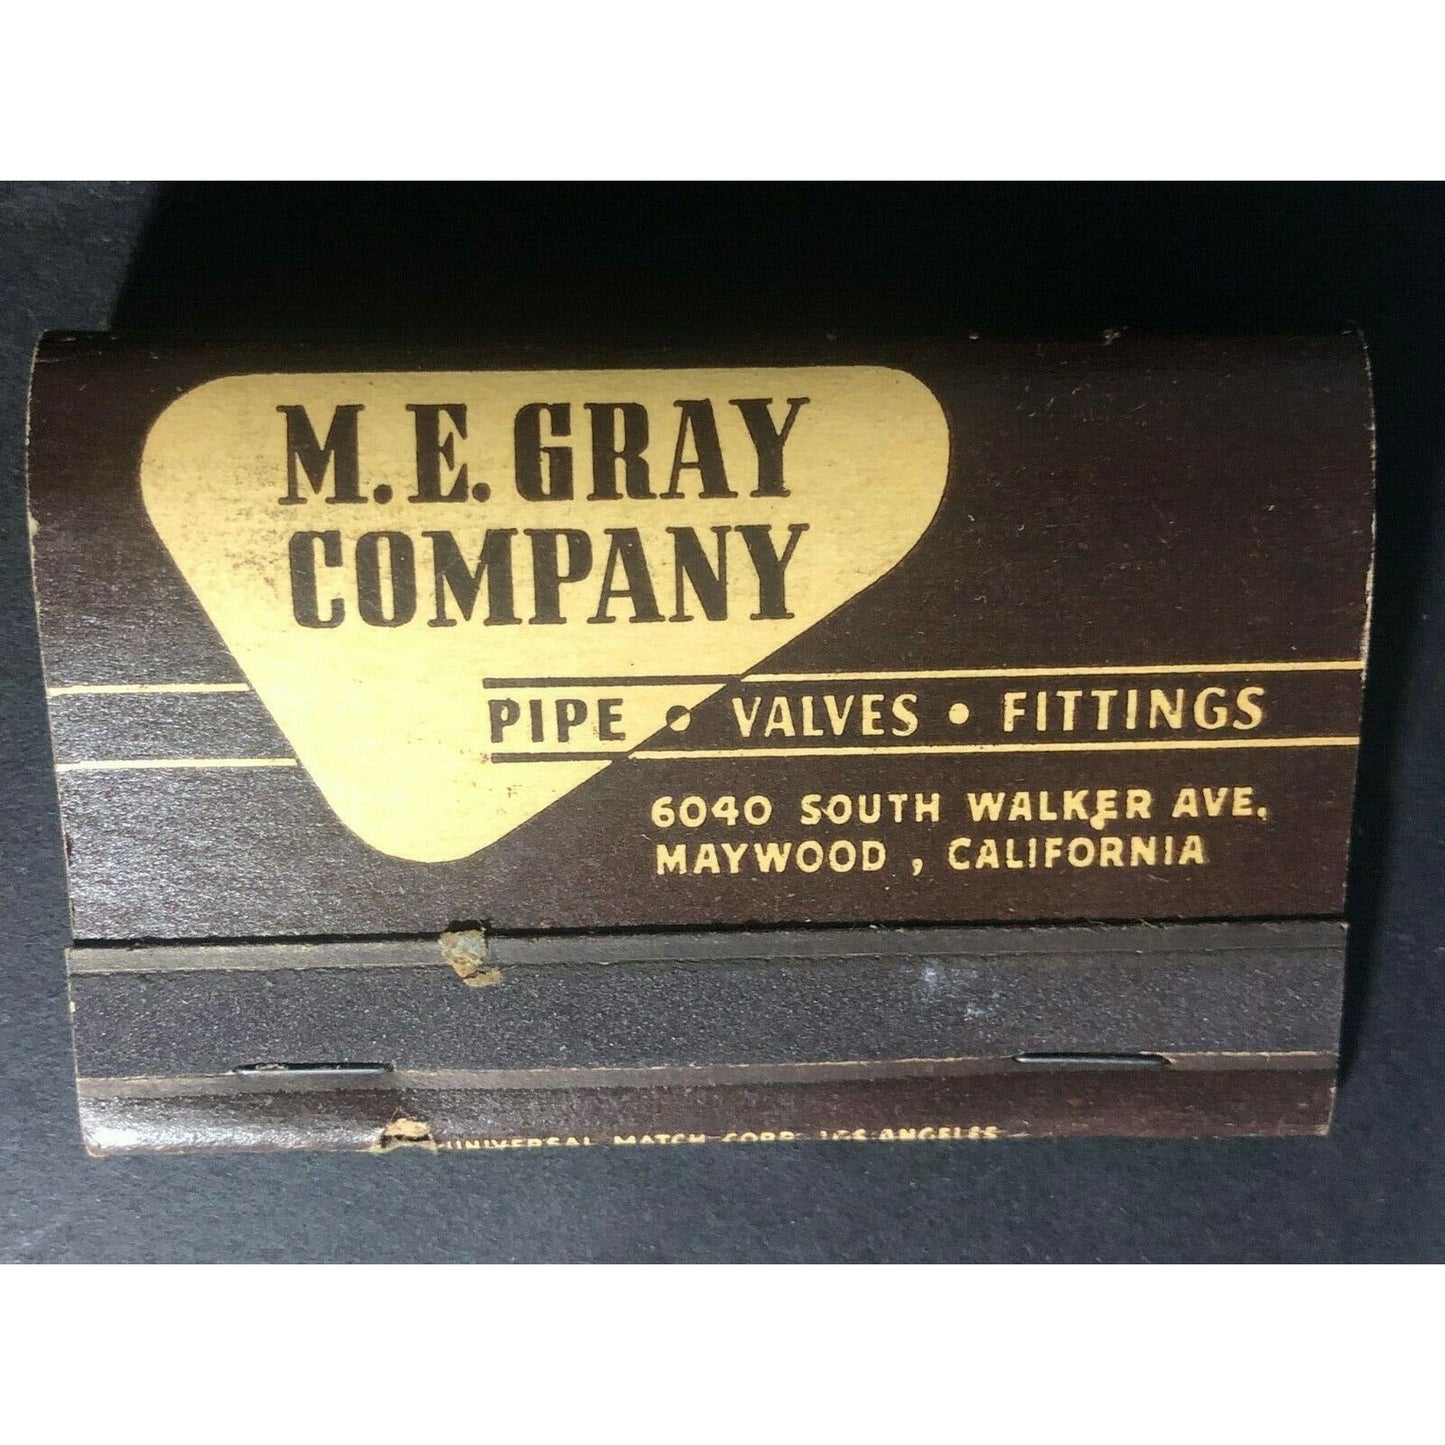 M. E. GRAY
COMPANY
PIPE • VALVES • FITTINGS
6040 SOUTH WALKER AVE.
MAYWOOD , CALIFORNIA
UNIVERSAL MATCH CORP. LOS ANGELES